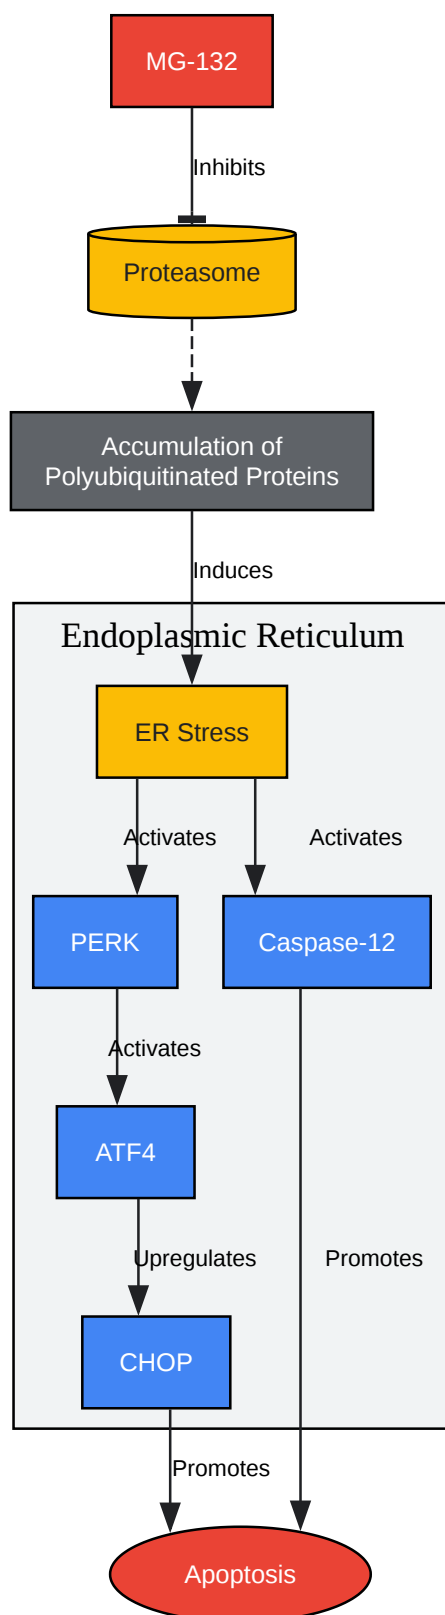 MG-132
Inhibits
Proteasome
Accumulation of
Polyubiquitinated Proteins
Induces
Endoplasmic Reticulum
ER Stress
Activates
Activates
PERK
Caspase-12
Activates
ATF4
Upregulates
Promotes
CHOP
Promotes
Apoptosis